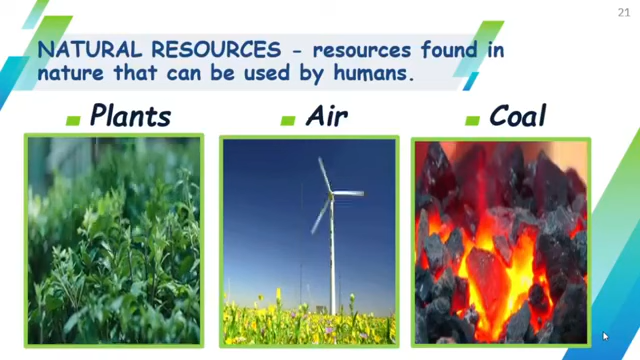 21
NATURAL RESOURCES - resources found in
nature that can be used by humans.
Plants
Air
Coal